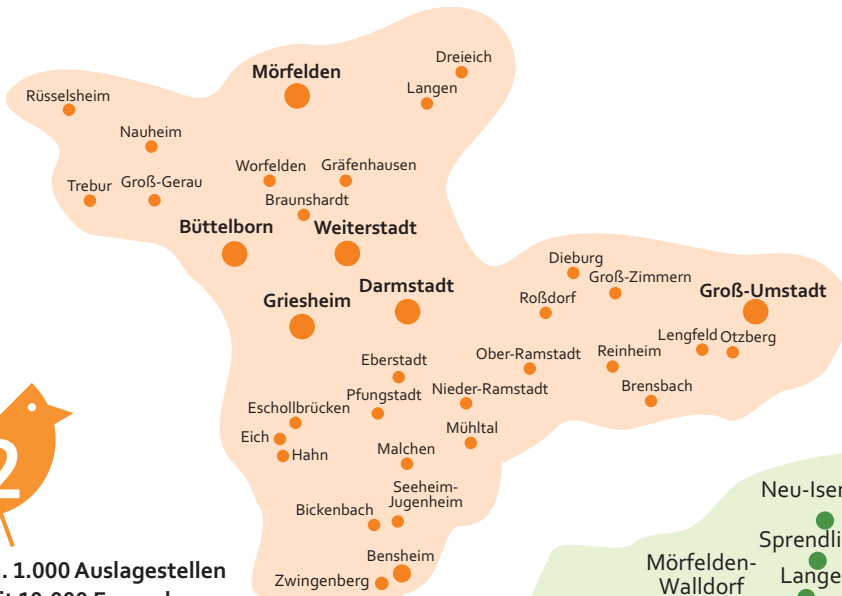 Dreieich
Mörfelden
Langen
Rüsselsheim
Nauheim
Worfelden
Gräfenhausen
Trebur
Groß-Gerau
Braunshardt
Büttelborn
Weiterstadt
Dieburg
Groß-Zimmern
Darmstadt
Groß-Umstadt
Griesheim
Roßdorf
Lengfeld
Otzberg
Eberstadt
Ober-Ramstadt
Reinheim
Pfungstadt
Nieder-Ramstadt
Brensbach
Eschollbrücken
Eich
Mühltal
Hahn
Malchen
2
Seeheim-
Jugenheim
Bickenbach
Bensheim
Zwingenberg
. 1.000 Auslagestellen
Neu-Isen
Sprendli
Mörfelden-
Walldorf
Lange